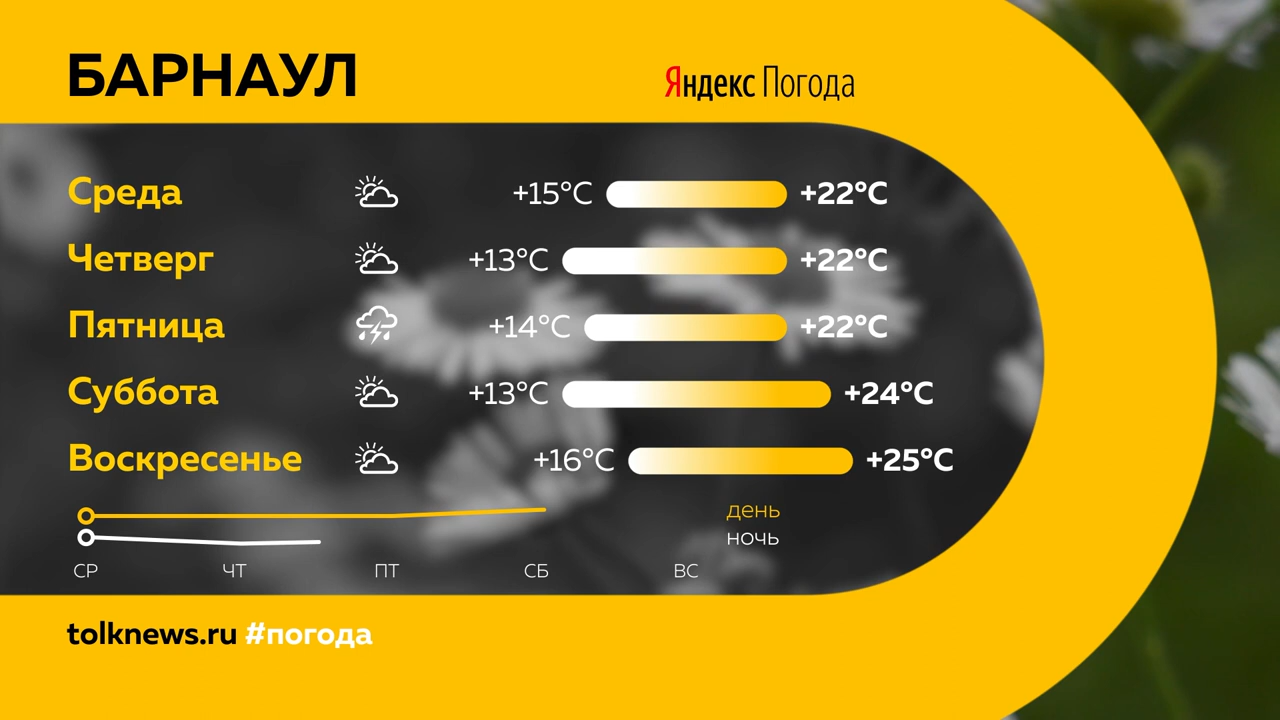 БАРНАУЛ
Яндекс Погода
Среда +15°C +22°C
Четверг +13°C +22°C
Пятница +14°C +22°C
Суббота +13°C +24°C
Воскресенье +16°C +25°C
день
ночь
СР ЧТ ПТ СБ ВС
tolknews.ru #погода